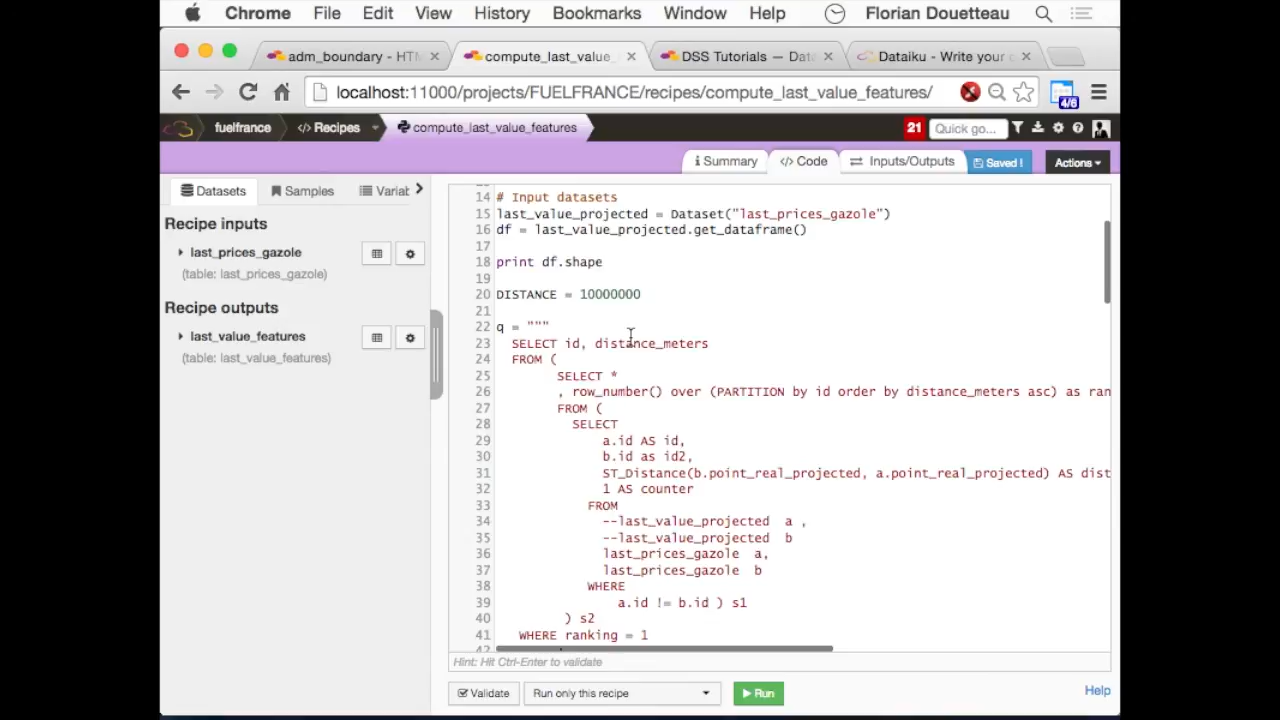 Chrome File Edit View History Bookmarks Window Help Florian Douetteau
adm_boundary - HTM
compute_last_value_
DSS Tutorials — Data
Dataiku - Write your
localhost:11000/projects/FUELFRANCE/recipes/compute_last_value_features/
4/6
fuelfrance </> Recipes compute_last_value_features 21 Quick go...
Summary </> Code Inputs/Outputs Saved ! Actions
Datasets Samples Variab
Recipe inputs
last_prices_gazole
(table: last_prices_gazole)
Recipe outputs
last_value_features
(table: last_value_features)
14 # Input datasets
15 last_value_projected = Dataset("last_prices_gazole")
16 df = last_value_projected.get_dataframe()
17
18 print df.shape
19
20 DISTANCE = 10000000
21
22 q = """
23 SELECT id, distance_meters
24 FROM (
25 SELECT *
26 , row_number() over (PARTITION by id order by distance_meters asc) as ran
27 FROM (
28 SELECT
29 a.id AS id,
30 b.id as id2,
31 ST_Distance(b.point_real_projected, a.point_real_projected) AS dist
32 1 AS counter
33 FROM
34 --last_value_projected a ,
35 --last_value_projected b
36 last_prices_gazole a,
37 last_prices_gazole b
38 WHERE
39 a.id != b.id ) s1
40 ) s2
41 WHERE ranking = 1
Hint: Hit Ctrl-Enter to validate
Validate Run only this recipe Run Help